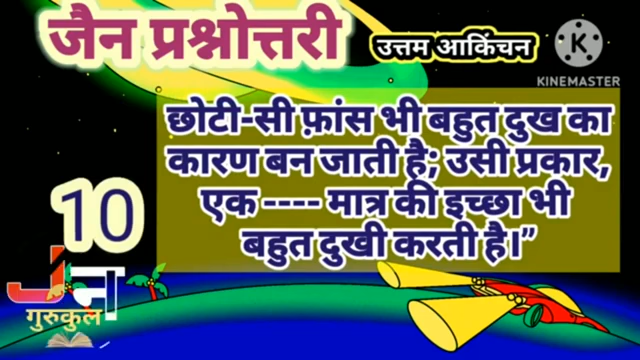 जैन प्रश्नोत्तरी
उत्तम आकिंचन
K
KINEMASTER
छोटी-सी फ़ांस भी बहुत दुख का
कारण बन जाती है; उसी प्रकार,
एक ---- मात्र की इच्छा भी
बहुत दुखी करती है।”
10
जैन
गुरुकुल